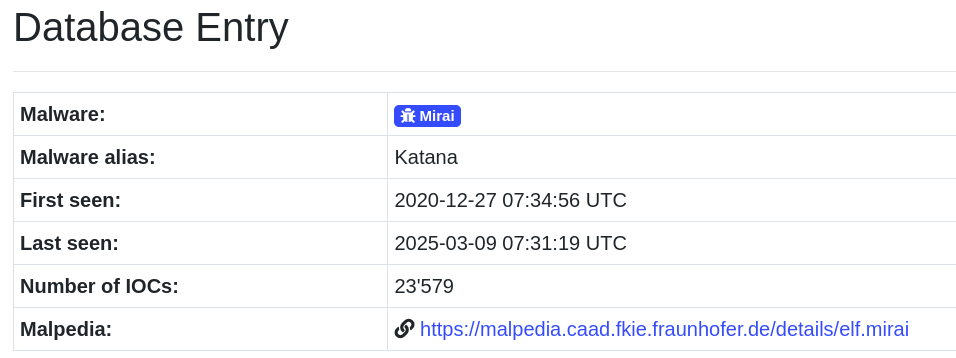 Database Entry
Malware: Mirai
Malware alias: Katana
First seen: 2020-12-27 07:34:56 UTC
Last seen: 2025-03-09 07:31:19 UTC
Number of IOCs: 23'579
Malpedia: https://malpedia.caad.fkie.fraunhofer.de/details/elf.mirai